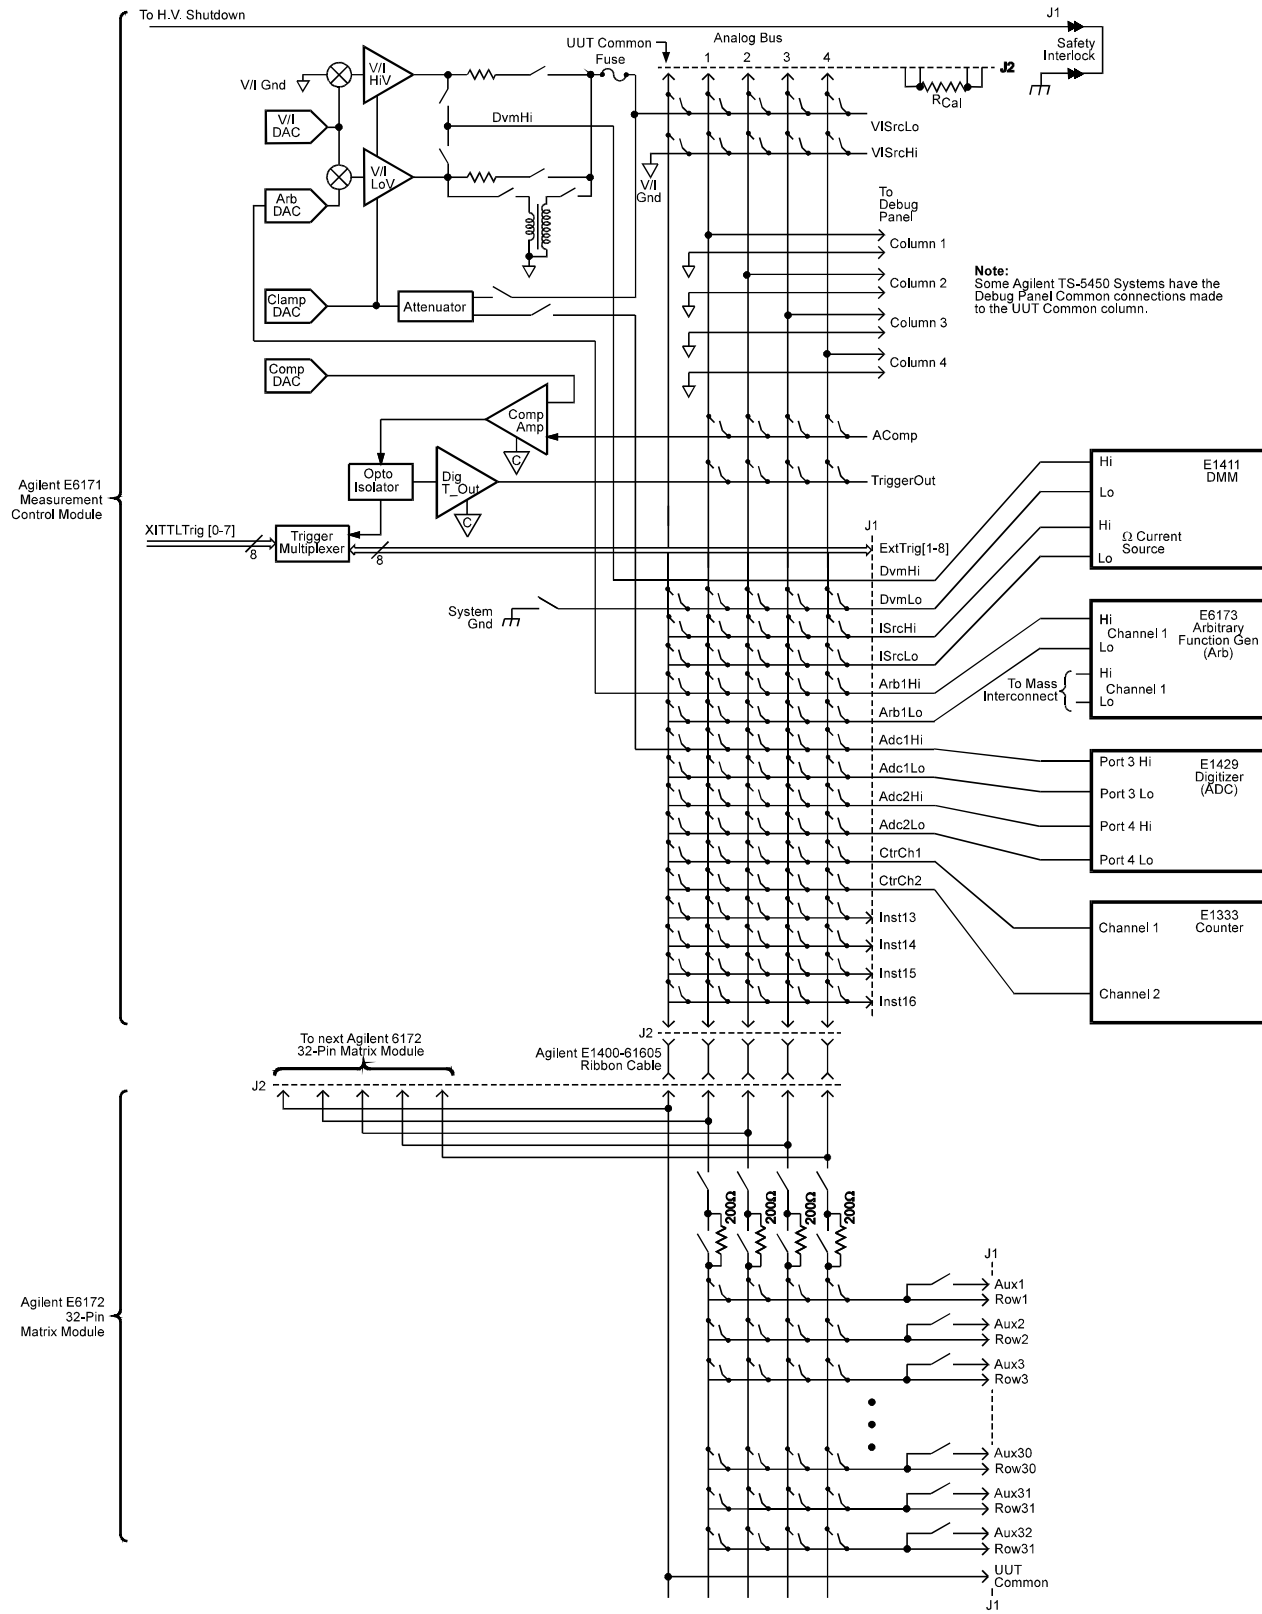 To H.V. Shutdown
J1
Safety
Interlock
UUT Common
Fuse
Analog Bus
1
2
3
4
J2
RCal
V/I Gnd
V/I
HiV
V/I
DAC
DvmHi
VISrcLo
VISrcHi
V/I
LoV
V/I
Gnd
Arb
DAC
To
Debug
Panel
Column 1
Column 2
Column 3
Column 4
Note:
Some Agilent TS-5450 Systems have the
Debug Panel Common connections made
to the UUT Common column.
Clamp
DAC
Attenuator
Comp
DAC
Comp
Amp
C
AComp
Opto
Isolator
Dig
T_Out
C
TriggerOut
Agilent E6171
Measurement
Control Module
XITTLTrig [0-7]
8
Trigger
Multiplexer
8
J1
ExtTrig[1-8]
DvmHi
DvmLo
ISrcHi
ISrcLo
Arb1Hi
Arb1Lo
Adc1Hi
Adc1Lo
Adc2Hi
Adc2Lo
CtrCh1
CtrCh2
Inst13
Inst14
Inst15
Inst16
System
Gnd
Hi
E1411
DMM
Lo
Hi
Ω Current
Source
Lo
Hi
E6173
Arbitrary
Function Gen
(Arb)
Channel 1
Lo
To Mass
Interconnect
Hi
Channel 1
Lo
Port 3 Hi
E1429
Digitizer
(ADC)
Port 3 Lo
Port 4 Hi
Port 4 Lo
Channel 1
E1333
Counter
Channel 2
J2
To next Agilent 6172
32-Pin Matrix Module
Agilent E1400-61605
Ribbon Cable
J2
200Ω
200Ω
200Ω
200Ω
Agilent E6172
32-Pin
Matrix Module
J1
Aux1
Row1
Aux2
Row2
Aux3
Row3
Aux30
Row30
Aux31
Row31
Aux32
Row31
UUT
Common
J1